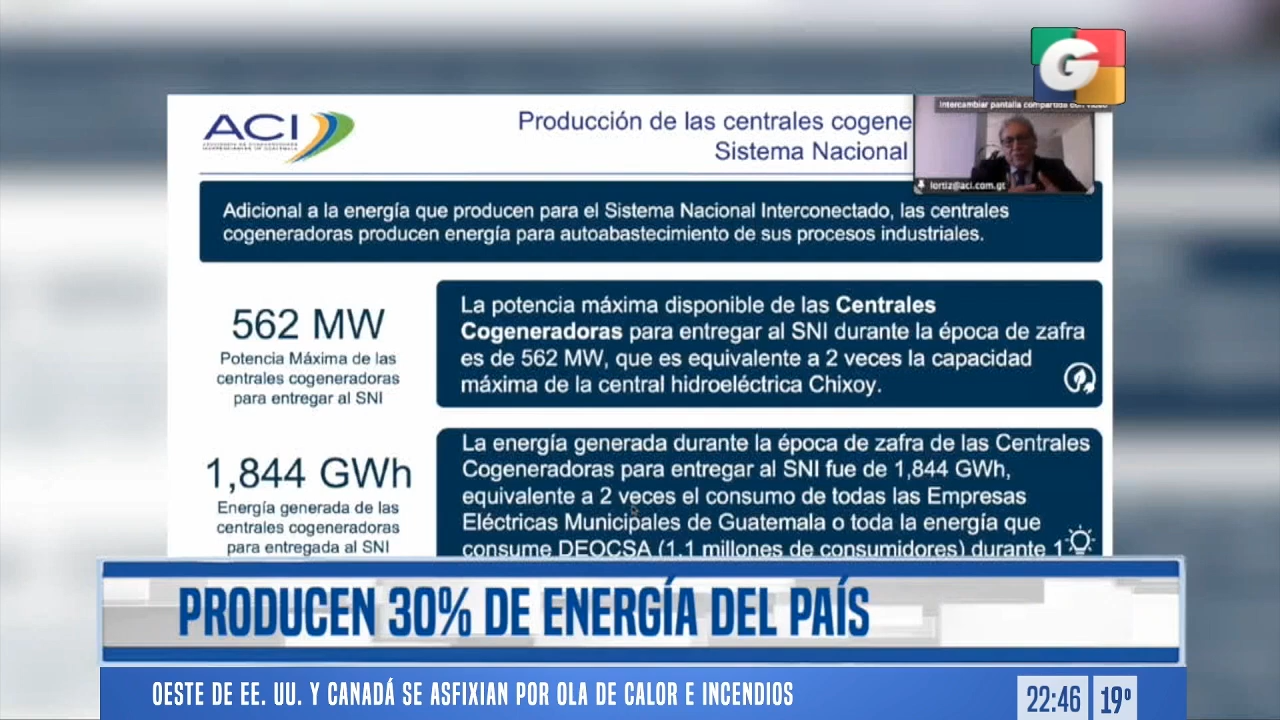 G
Intercambiar pantalla compartida con video
lortiz@aci.com.gt
ACI
Producción de las centrales cogene
Sistema Nacional
Adicional a la energía que producen para el Sistema Nacional Interconectado, las centrales
cogeneradoras producen energía para autoabastecimiento de sus procesos industriales.
562 MW
Potencia Máxima de las
centrales cogeneradoras
para entregar al SNI
La potencia máxima disponible de las Centrales
Cogeneradoras para entregar al SNI durante la época de zafra
es de 562 MW, que es equivalente a 2 veces la capacidad
máxima de la central hidroeléctrica Chixoy.
1,844 GWh
Energía generada de las
centrales cogeneradoras
para entregada al SNI
La energía generada durante la época de zafra de las Centrales
Cogeneradoras para entregar al SNI fue de 1,844 GWh,
equivalente a 2 veces el consumo de todas las Empresas
Eléctricas Municipales de Guatemala o toda la energía que
consume DEOCSA (1.1 millones de consumidores) durante 1
PRODUCEN 30% DE ENERGÍA DEL PAÍS
OESTE DE EE. UU. Y CANADÁ SE ASFIXIAN POR OLA DE CALOR E INCENDIOS
22:46 19º